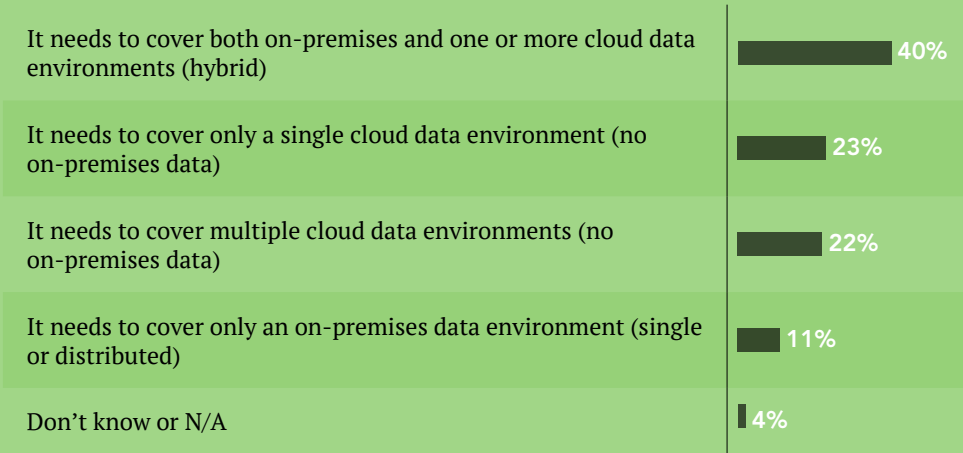 It needs to cover both on-premises and one or more cloud data
environments (hybrid)
40%
It needs to cover only a single cloud data environment (no
on-premises data)
23%
It needs to cover multiple cloud data environments (no
on-premises data)
22%
It needs to cover only an on-premises data environment (single
or distributed)
11%
Don’t know or N/A
4%